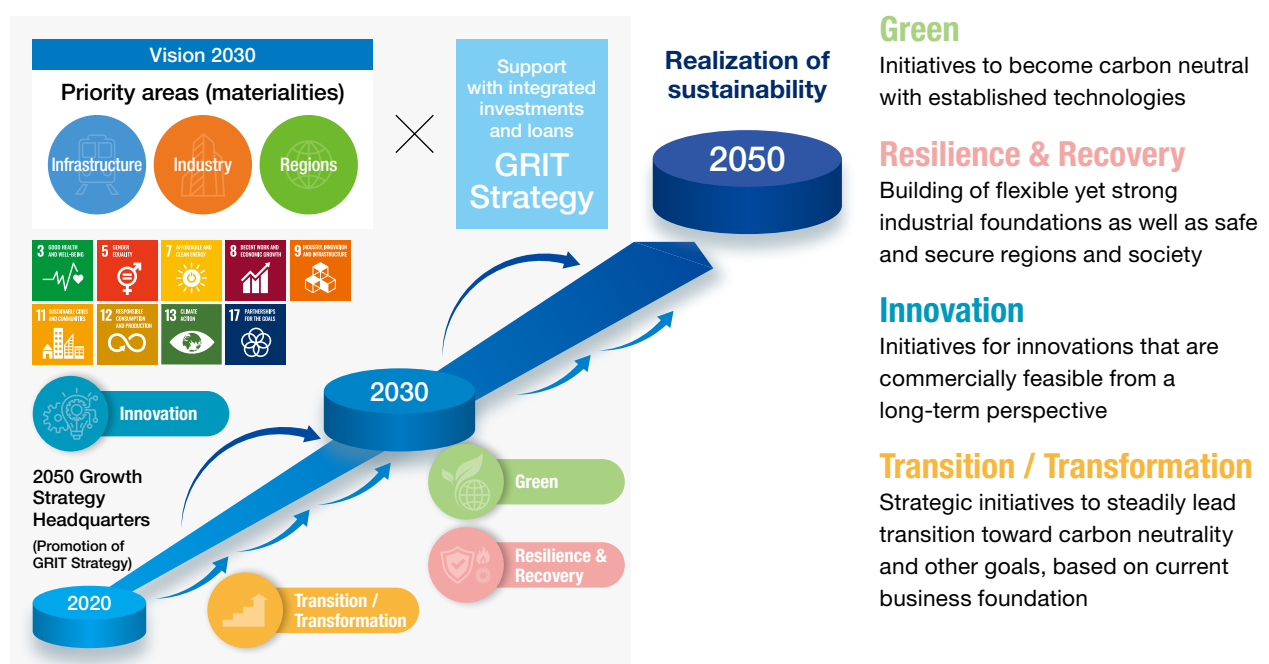 Vision 2030
Priority areas (materialities)
Infrastructure
Industry
Regions
Support
with integrated
investments
and loans
GRIT
Strategy
Realization of
sustainability
2050
3 GOOD HEALTH
AND WELL-BEING
5 GENDER
EQUALITY
7 AFFORDABLE AND
CLEAN ENERGY
8 DECENT WORK AND
ECONOMIC GROWTH
9 INDUSTRY, INNOVATION
AND INFRASTRUCTURE
11 SUSTAINABLE CITIES
AND COMMUNITIES
12 RESPONSIBLE
CONSUMPTION
AND PRODUCTION
13 CLIMATE
ACTION
17 PARTNERSHIPS
FOR THE GOALS
2030
Innovation
2050 Growth
Strategy
Headquarters
(Promotion of
GRIT Strategy)
2020
Green
Resilience &
Recovery
Transition /
Transformation
Green
Initiatives to become carbon neutral
with established technologies
Resilience & Recovery
Building of flexible yet strong
industrial foundations as well as safe
and secure regions and society
Innovation
Initiatives for innovations that are
commercially feasible from a
long-term perspective
Transition / Transformation
Strategic initiatives to steadily lead
transition toward carbon neutrality
and other goals, based on current
business foundation